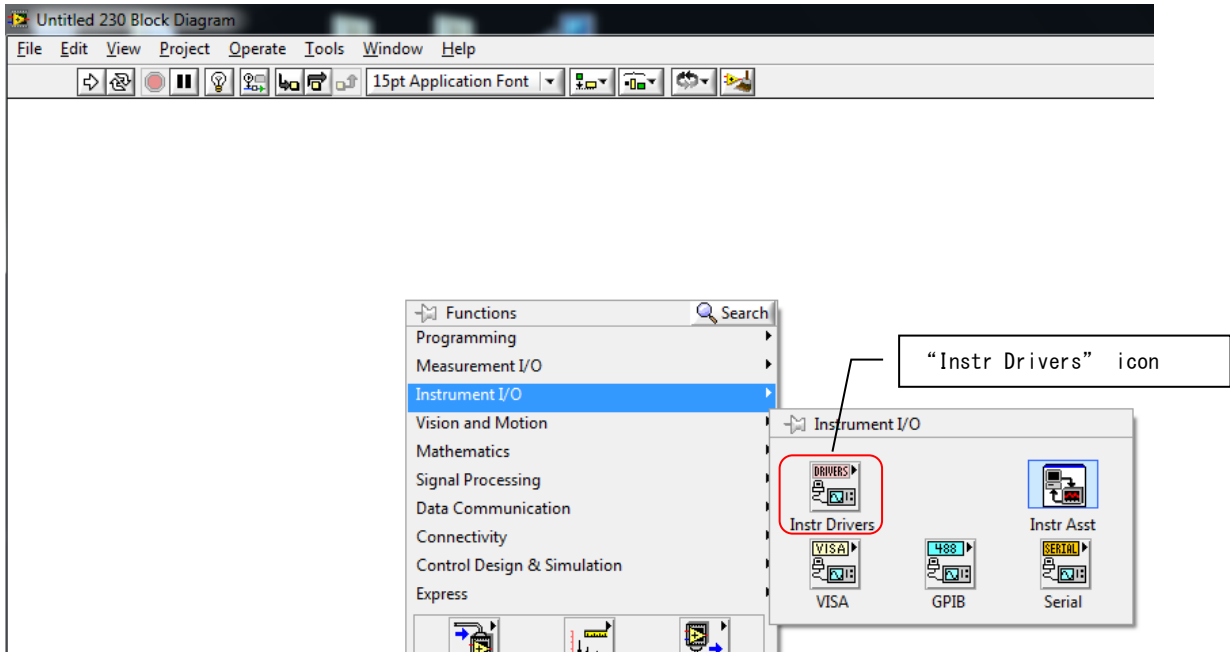 Untitled 230 Block Diagram
File Edit View Project Operate Tools Window Help
15pt Application Font
Functions Search
Programming
Measurement I/O
Instrument I/O
Vision and Motion
Mathematics
Signal Processing
Data Communication
Connectivity
Control Design & Simulation
Express
“Instr Drivers” icon
Instrument I/O
DRIVERS
Instr Drivers Instr Asst
VISA 488 SERIAL
VISA GPIB Serial